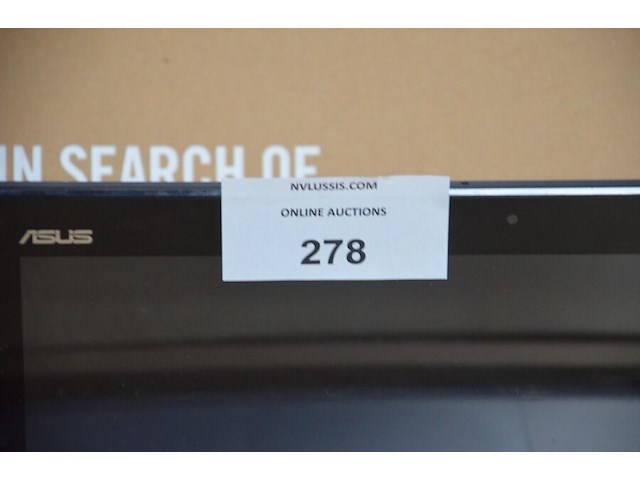 IN SEARCH OF
NVLUSSIS.COM
ONLINE AUCTIONS
ASUS
278